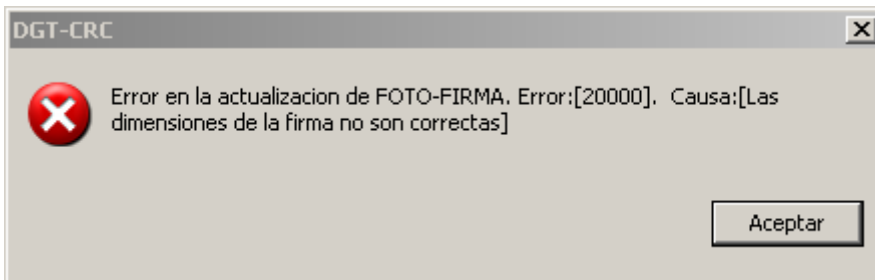 DGT-CRC
Error en la actualizacion de FOTO-FIRMA. Error:[20000].  Causa:[Las
dimensiones de la firma no son correctas]
Aceptar